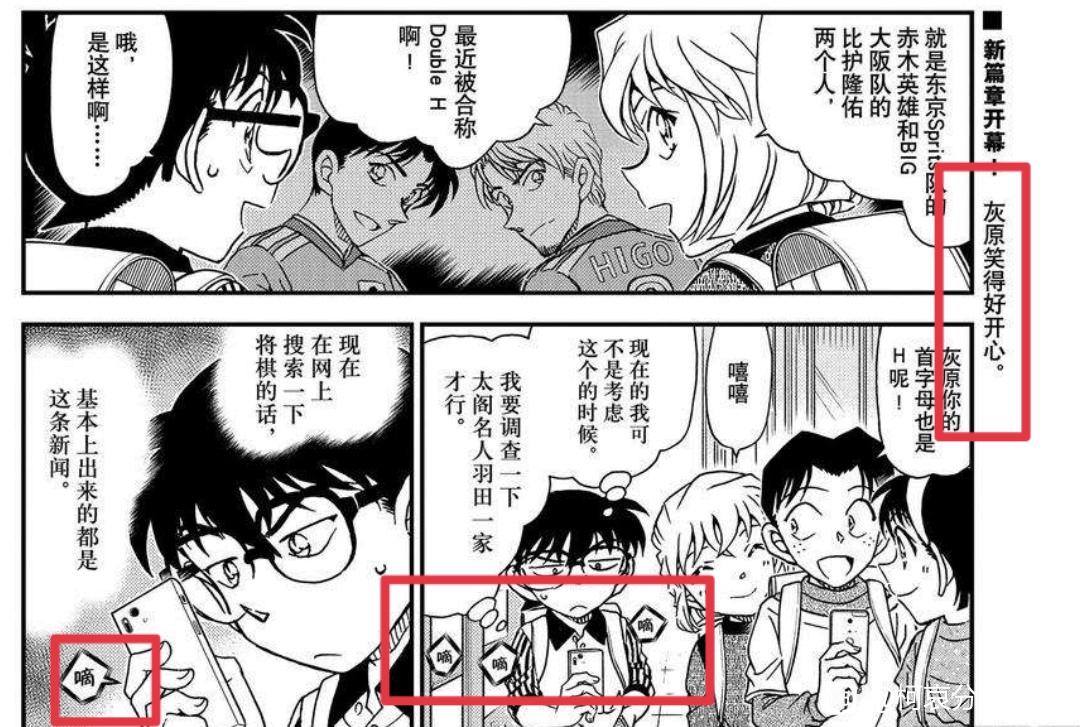 ■新篇章开幕！ 灰原笑得好开心。
就是东京Sprits队的
赤木英雄和BIG
大阪队的
比护隆佑
两个人，
最近被合称
Double H
啊！
HIGO
哦，
是这样啊……
灰原你的
首字母也是
H呢！
嘻嘻
现在的我可
不是考虑
这个的时候。
我要调查一下
太阁名人羽田一家
才行。
嘀
嘀
嘀
现在
在网上
搜索一下
将棋的话，
基本上出来的都是
这条新闻。
嘀